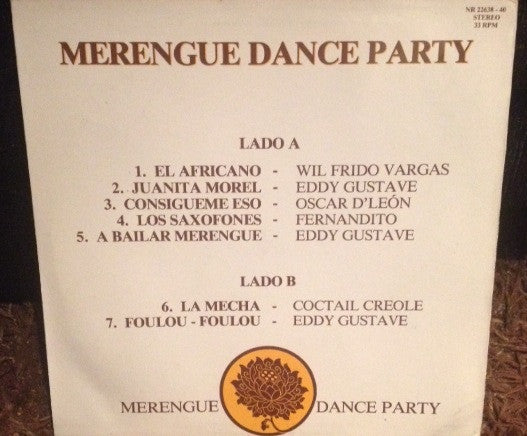 NR 22638 - 40
STEREO
33 RPM
MERENGUE DANCE PARTY
LADO A
1. EL AFRICANO - WIL FRIDO VARGAS
2. JUANITA MOREL - EDDY GUSTAVE
3. CONSIGUEME ESO - OSCAR D'LEÓN
4. LOS SAXOFONES - FERNANDITO
5. A BAILAR MERENGUE - EDDY GUSTAVE
LADO B
6. LA MECHA - COCTAIL CREOLE
7. FOULOU - FOULOU - EDDY GUSTAVE
MERENGUE DANCE PARTY